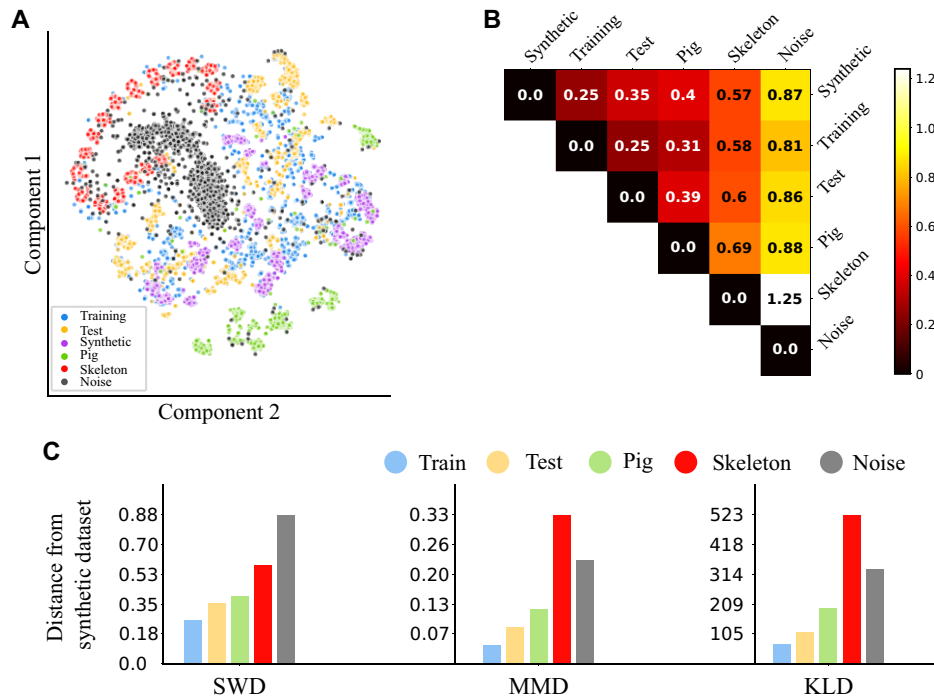 A
Component 1
Training
Test
Synthetic
Pig
Skeleton
Noise
Component 2
B
Synthetic
Training
Test
Pig
Skeleton
Noise
0.0 0.25 0.35 0.4 0.57 0.87 Synthetic
0.0 0.25 0.31 0.58 0.81 Training
0.0 0.39 0.6 0.86 Test
0.0 0.69 0.88 Pig
0.0 1.25 Skeleton
0.0 Noise
1.2
1.0
0.8
0.6
0.4
0.2
0
C
Train Test Pig Skeleton Noise
Distance from
synthetic dataset
0.88
0.70
0.53
0.35
0.18
0.0
SWD
0.33
0.26
0.20
0.13
0.07
MMD
523
418
314
209
105
KLD